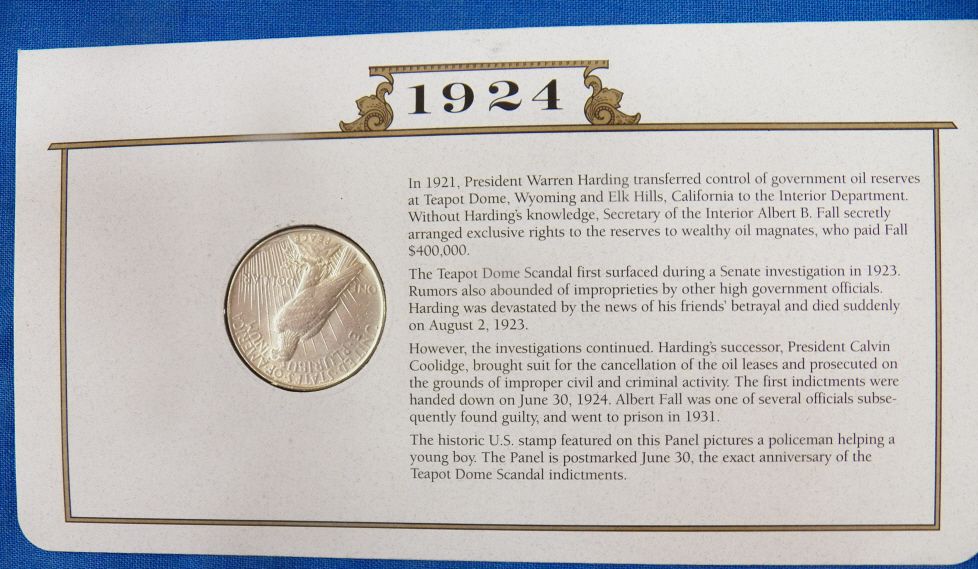 1924
In 1921, President Warren Harding transferred control of government oil reserves
at Teapot Dome, Wyoming and Elk Hills, California to the Interior Department.
Without Harding's knowledge, Secretary of the Interior Albert B. Fall secretly
arranged exclusive rights to the reserves to wealthy oil magnates, who paid Fall
$400,000.
The Teapot Dome Scandal first surfaced during a Senate investigation in 1923.
Rumors also abounded of improprieties by other high government officials.
Harding was devastated by the news of his friends' betrayal and died suddenly
on August 2, 1923.
However, the investigations continued. Harding's successor, President Calvin
Coolidge, brought suit for the cancellation of the oil leases and prosecuted on
the grounds of improper civil and criminal activity. The first indictments were
handed down on June 30, 1924. Albert Fall was one of several officials subse-
quently found guilty, and went to prison in 1931.
The historic U.S. stamp featured on this Panel pictures a policeman helping a
young boy. The Panel is postmarked June 30, the exact anniversary of the
Teapot Dome Scandal indictments.
UNITED STATES OF AMERICA
E PLURIBUS
ONE DOLLAR
PEACE